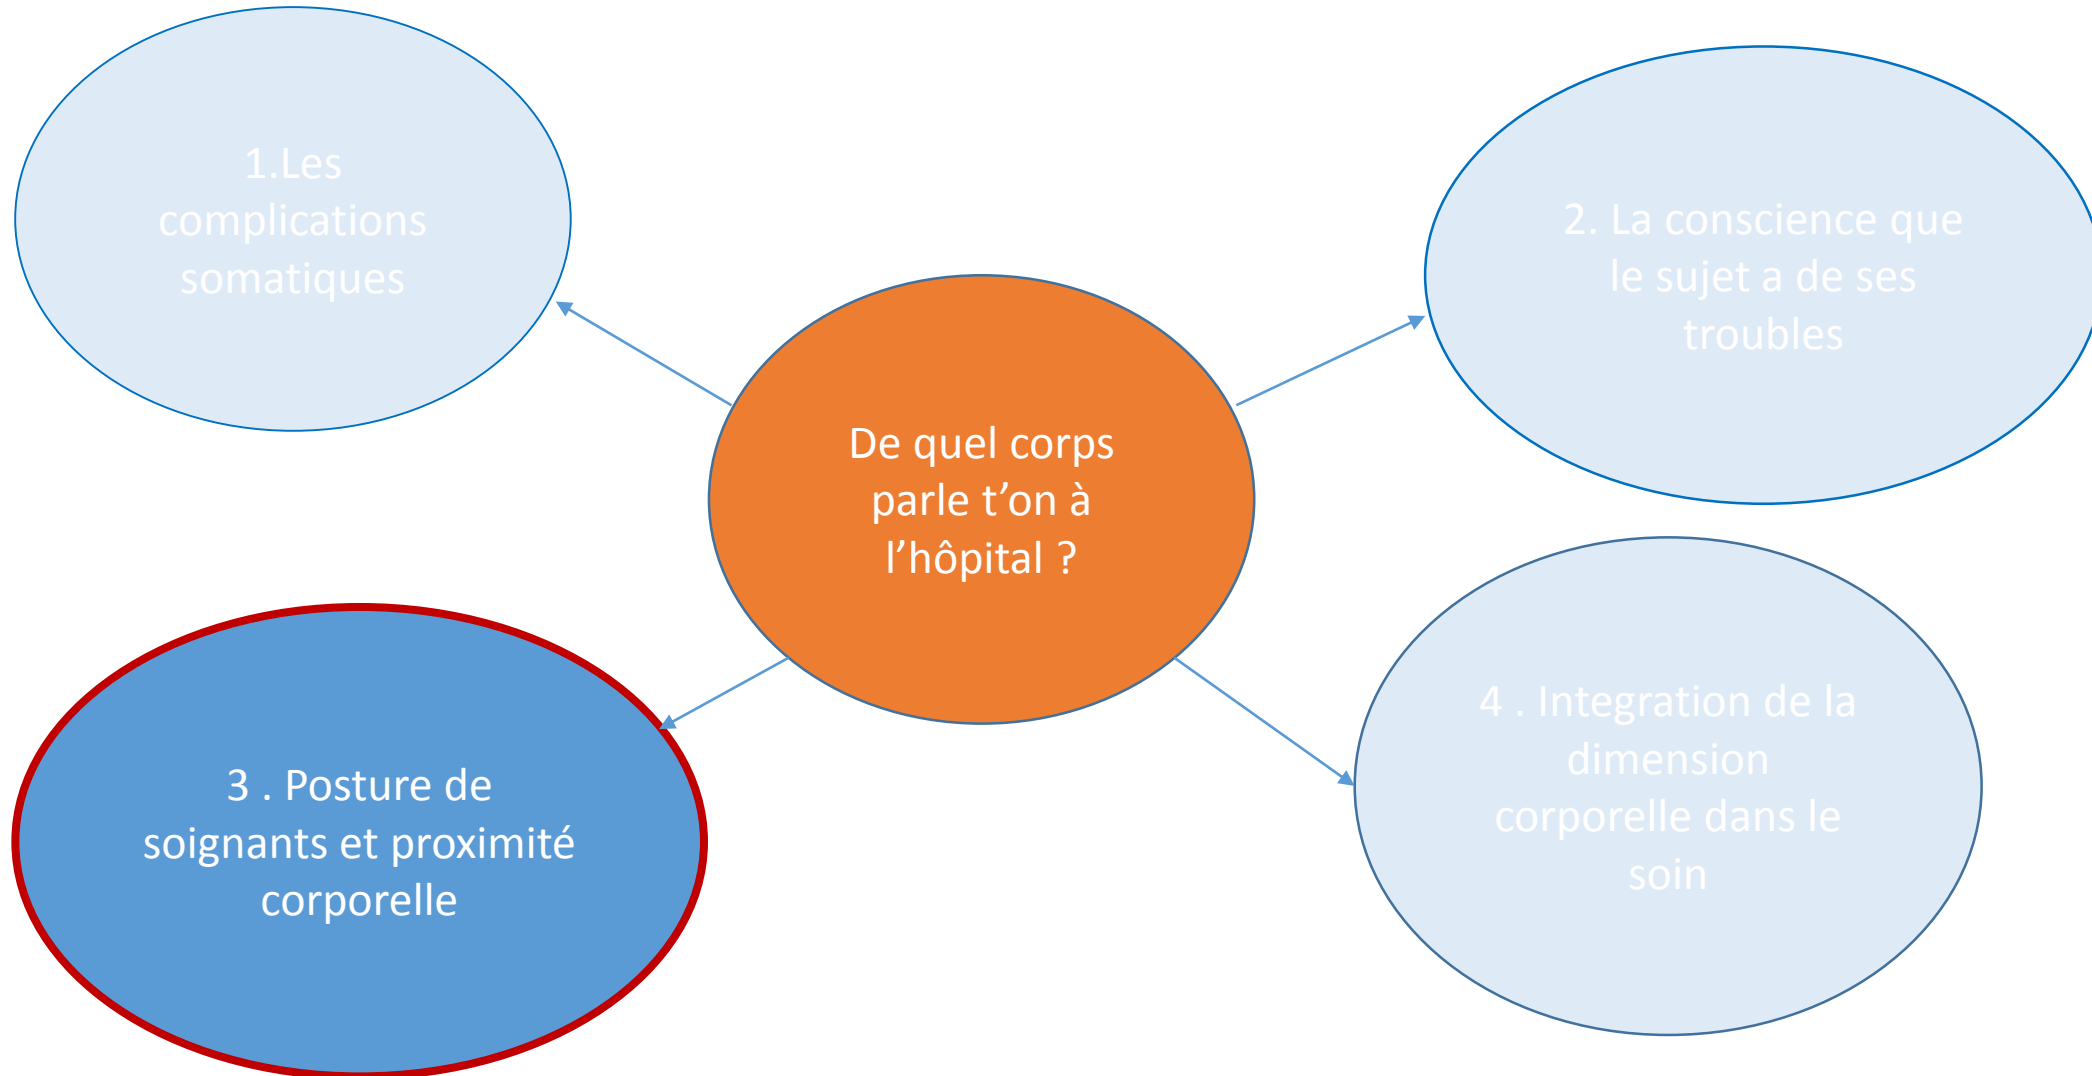 1.Les
complications
somatiques
2. La conscience que
le sujet a de ses
troubles
De quel corps
parle t’on à
l’hôpital ?
3 . Posture de
soignants et proximité
corporelle
4 . Integration de la
dimension
corporelle dans le
soin